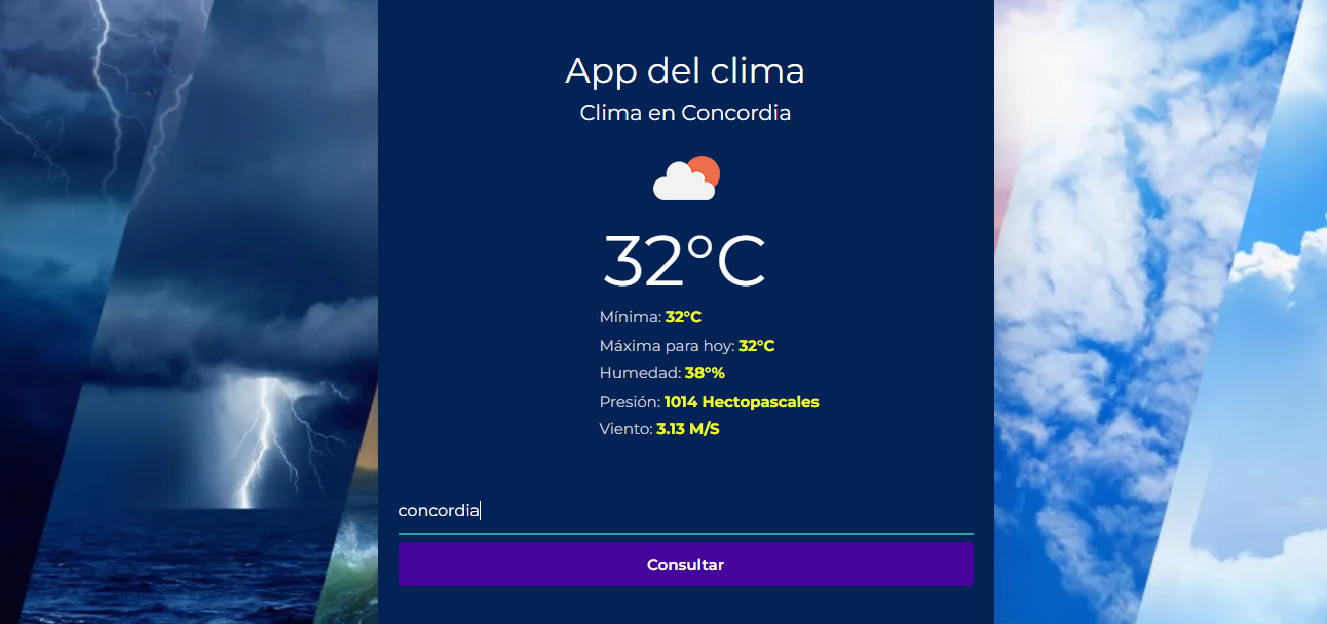 App del clima
Clima en Concordia
32°C
Mínima: 32°C
Máxima para hoy: 32°C
Humedad: 38°%
Presión: 1014 Hectopascales
Viento: 3.13 M/S
concordia
Consultar